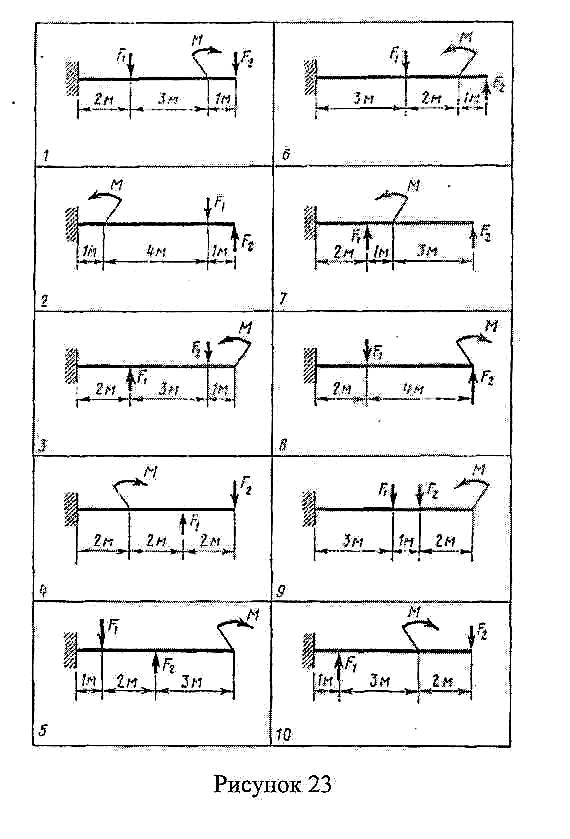 F₁ M F₂
2м 3м 1м
1
F₁ M F₂
3м 2м 1м
6
M F₁ F₂
1м 4м 1м
2
M F₁ F₂
2м 1м 3м
7
F₁ F₂ M
2м 3м 1м
3
F₁ M F₂
2м 4м
8
M F₁ F₂
2м 2м 2м
4
F₁ F₂ M
3м 1м 2м
9
F₁ F₂ M
1м 2м 3м
5
F₁ M F₂
1м 3м 2м
10
Рисунок 23